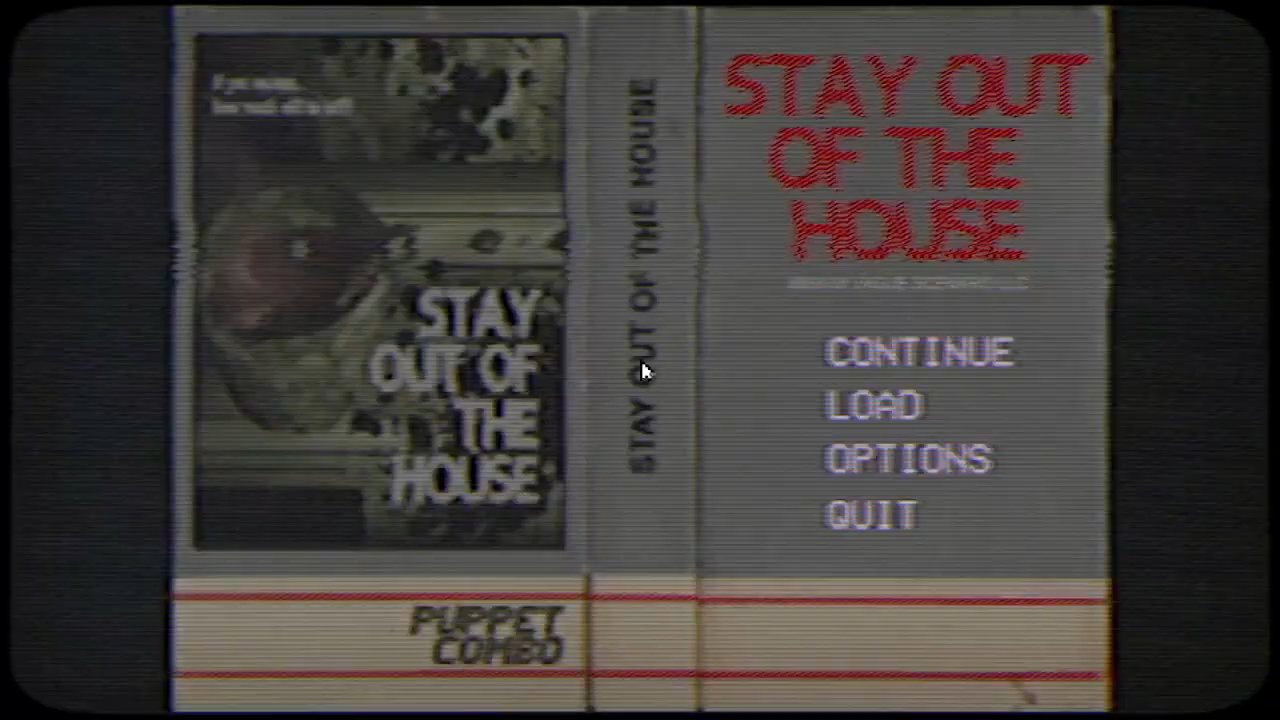 STAY
OUT OF
THE
HOUSE
PUPPET
COMBO
STAY OUT OF THE HOUSE
STAY OUT
OF THE
HOUSE
CONTINUE
LOAD
OPTIONS
QUIT